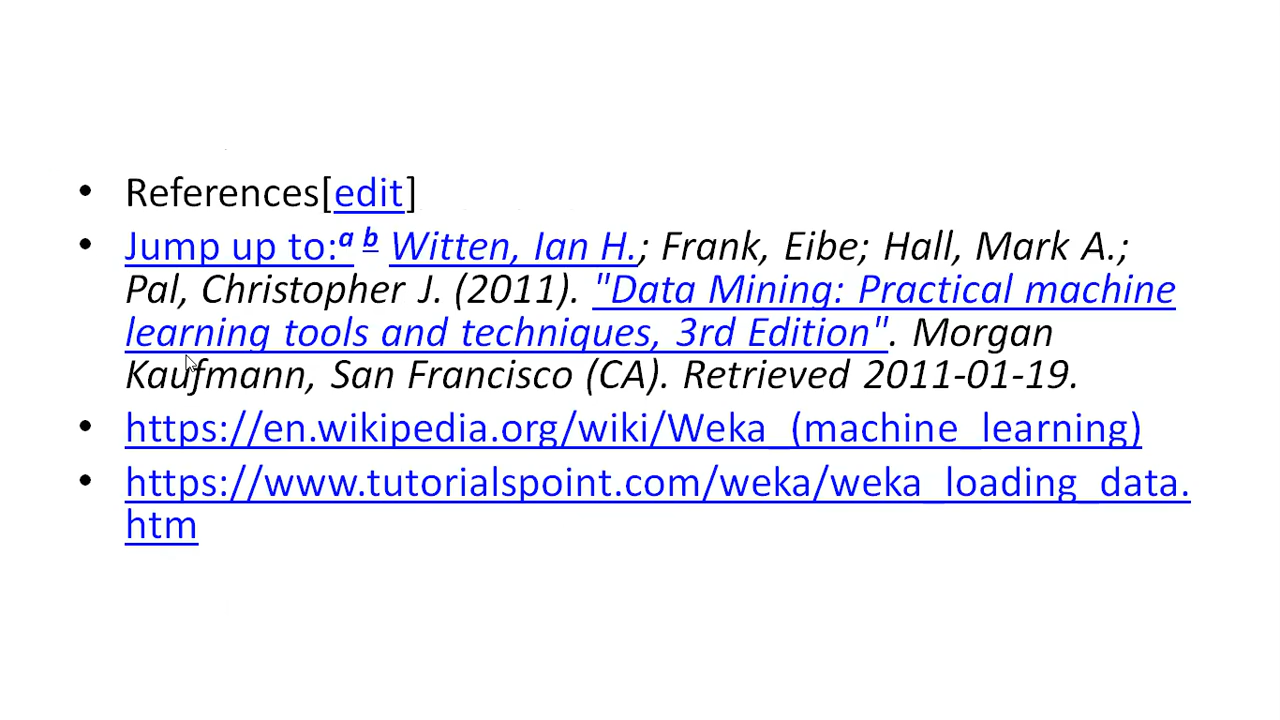 • References[edit]
• Jump up to:a b Witten, Ian H.; Frank, Eibe; Hall, Mark A.;
Pal, Christopher J. (2011). "Data Mining: Practical machine
learning tools and techniques, 3rd Edition". Morgan
Kaufmann, San Francisco (CA). Retrieved 2011-01-19.
• https://en.wikipedia.org/wiki/Weka_(machine_learning)
• https://www.tutorialspoint.com/weka/weka_loading_data.
htm